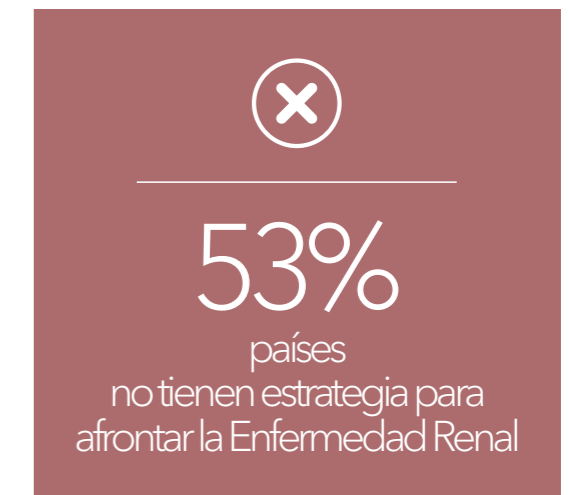 53%
países
no tienen estrategia para
afrontar la Enfermedad Renal